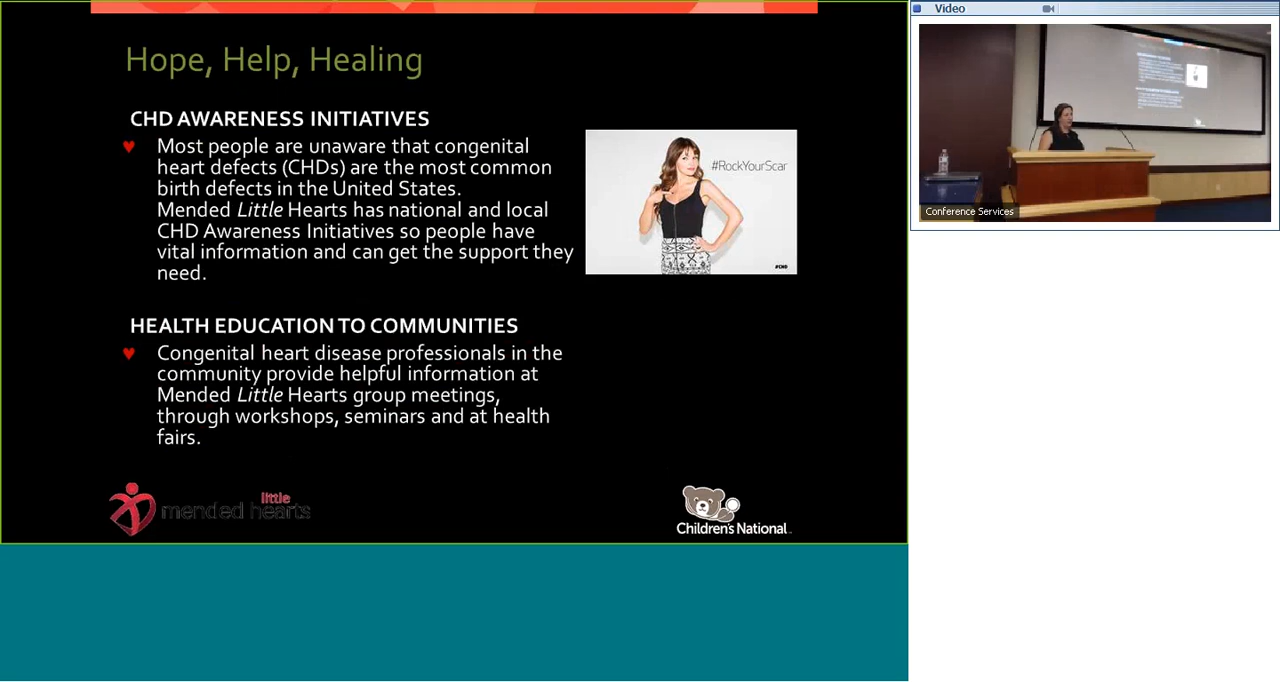 Hope, Help, Healing
CHD AWARENESS INITIATIVES
Most people are unaware that congenital
heart defects (CHDs) are the most common
birth defects in the United States.
Mended Little Hearts has national and local
CHD Awareness Initiatives so people have
vital information and can get the support they
need.
#RockYourScar
#CHD
HEALTH EDUCATION TO COMMUNITIES
Congenital heart disease professionals in the
community provide helpful information at
Mended Little Hearts group meetings,
through workshops, seminars and at health
fairs.
little
mended hearts
Children's National
Video
Conference Services